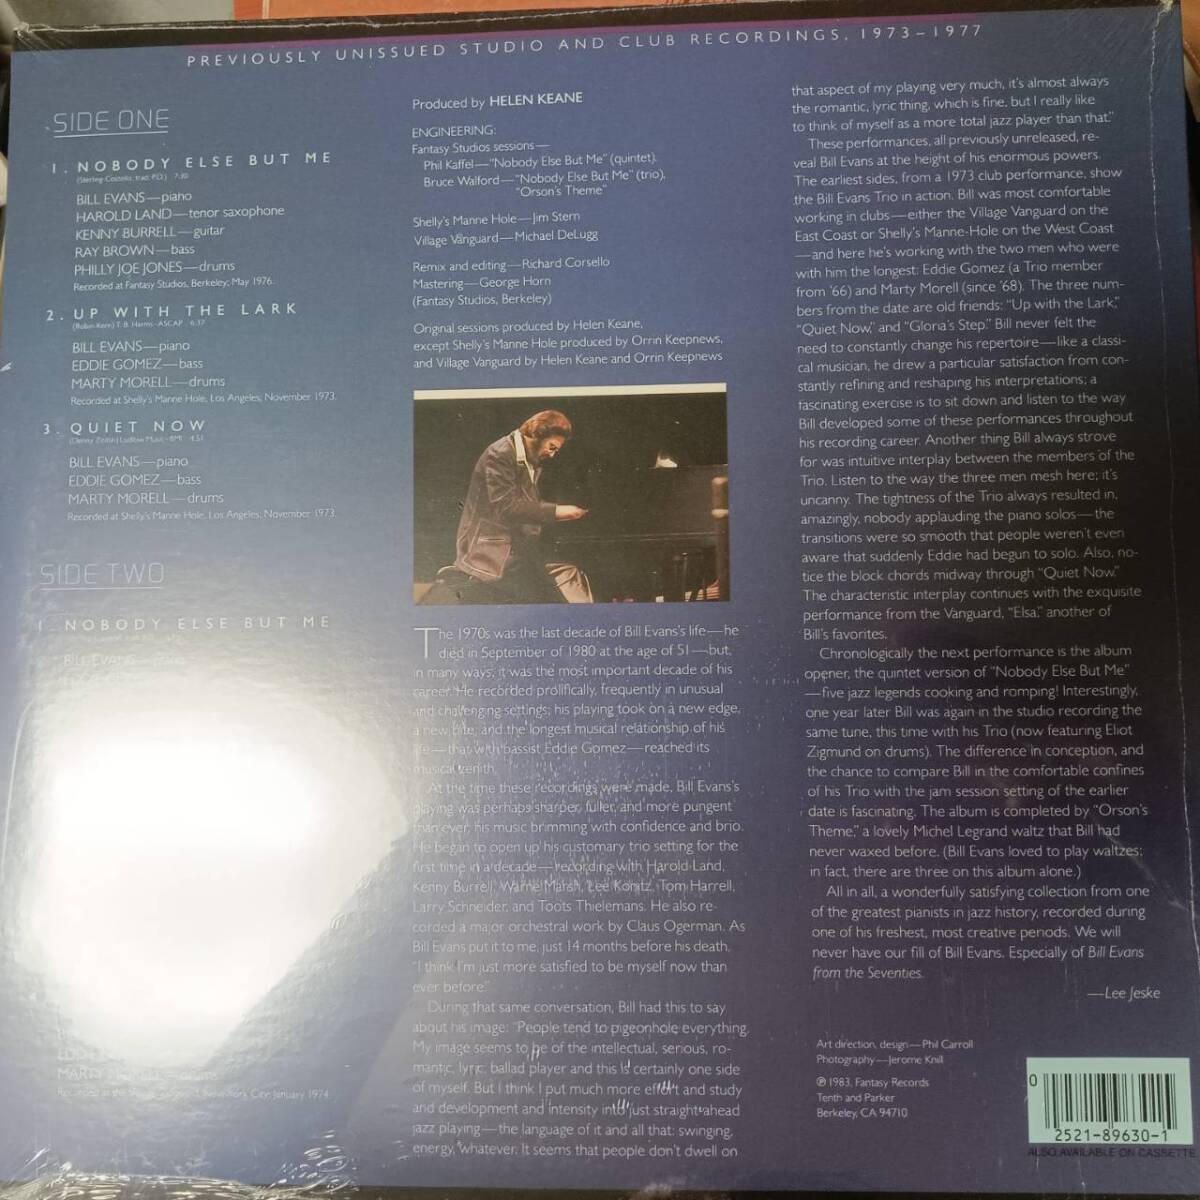 PREVIOUSLY UNISSUED STUDIO AND CLUB RECORDINGS, 1973–1977
SIDE ONE
1. NOBODY ELSE BUT ME
7:30
BILL EVANS—piano
HAROLD LAND—tenor saxophone
KENNY BURRELL—guitar
RAY BROWN—bass
PHILLY JOE JONES—drums
Recorded at Fantasy Studios, Berkeley; May 1976.
2. UP WITH THE LARK
(Robin-Kern) T.B. Harms-ASCAP 6:37
BILL EVANS—piano
EDDIE GOMEZ—bass
MARTY MORELL—drums
Recorded at Shelly's Manne Hole, Los Angeles, November 1973.
3. QUIET NOW
(Denny Zeitlin) Ludlow Music-BMI 4:51
BILL EVANS—piano
EDDIE GOMEZ—bass
MARTY MORELL—drums
Recorded at Shelly's Manne Hole, Los Angeles, November 1973.
SIDE TWO
1. NOBODY ELSE BUT ME
BILL EVANS—piano
MARTY
New York City; January 1974
Produced by HELEN KEANE
ENGINEERING:
Fantasy Studios sessions—
Phil Kaffel—"Nobody Else But Me" (quintet),
Bruce Walford—"Nobody Else But Me" (trio),
"Orson's Theme"
Shelly's Manne Hole—Jim Stern
Village Vanguard—Michael DeLugg
Remix and editing—Richard Corsello
Mastering—George Horn
(Fantasy Studios, Berkeley)
Original sessions produced by Helen Keane,
except Shelly's Manne Hole produced by Orrin Keepnews,
and Village Vanguard by Helen Keane and Orrin Keepnews
The 1970s was the last decade of Bill Evans's life—he
died in September of 1980 at the age of 51—but,
in many ways, it was the most important decade of his
career. He recorded prolifically, frequently in unusual
and challenging settings; his playing took on a new edge,
a new bite; and the longest musical relationship of his
life—that with bassist Eddie Gomez—reached its
musical zenith.
At the time these recordings were made, Bill Evans's
playing was perhaps sharper, fuller, and more pungent
than ever, his music brimming with confidence and brio.
He began to open up his customary trio setting for the
first time in a decade—recording with Harold Land,
Kenny Burrell, Warne Marsh, Lee Konitz, Tom Harrell,
Larry Schneider, and Toots Thielemans. He also re-
corded a major orchestral work by Claus Ogerman. As
Bill Evans put it to me, just 14 months before his death,
"I think I'm just more satisfied to be myself now than
ever before."
During that same conversation, Bill had this to say
about his image: "People tend to pigeonhole everything.
My image seems to be of the intellectual, serious, ro-
mantic, lyric, ballad player and this is certainly one side
of myself. But I think I put much more effort and study
and development and intensity into just straight-ahead
jazz playing—the language of it and all that: swinging,
energy, whatever. It seems that people don't dwell on
that aspect of my playing very much, it's almost always
the romantic, lyric thing, which is fine, but I really like
to think of myself as a more total jazz player than that."
These performances, all previously unreleased, re-
veal Bill Evans at the height of his enormous powers.
The earliest sides, from a 1973 club performance, show
the Bill Evans Trio in action. Bill was most comfortable
working in clubs—either the Village Vanguard on the
East Coast or Shelly's Manne-Hole on the West Coast
—and here he's working with the two men who were
with him the longest: Eddie Gomez (a Trio member
from '66) and Marty Morell (since '68). The three num-
bers from the date are old friends: "Up with the Lark,"
"Quiet Now," and "Gloria's Step." Bill never felt the
need to constantly change his repertoire—like a classi-
cal musician, he drew a particular satisfaction from con-
stantly refining and reshaping his interpretations; a
fascinating exercise is to sit down and listen to the way
Bill developed some of these performances throughout
his recording career. Another thing Bill always strove
for was intuitive interplay between the members of the
Trio. Listen to the way the three men mesh here; it's
uncanny. The tightness of the Trio always resulted in,
amazingly, nobody applauding the piano solos—the
transitions were so smooth that people weren't even
aware that suddenly Eddie had begun to solo. Also, no-
tice the block chords midway through "Quiet Now."
The characteristic interplay continues with the exquisite
performance from the Vanguard, "Elsa," another of
Bill's favorites.
Chronologically the next performance is the album
opener, the quintet version of "Nobody Else But Me"
—five jazz legends cooking and romping! Interestingly,
one year later Bill was again in the studio recording the
same tune, this time with his Trio (now featuring Eliot
Zigmund on drums). The difference in conception, and
the chance to compare Bill in the comfortable confines
of his Trio with the jam session setting of the earlier
date is fascinating. The album is completed by "Orson's
Theme," a lovely Michel Legrand waltz that Bill had
never waxed before. (Bill Evans loved to play waltzes;
in fact, there are three on this album alone.)
All in all, a wonderfully satisfying collection from one
of the greatest pianists in jazz history, recorded during
one of his freshest, most creative periods. We will
never have our fill of Bill Evans. Especially of Bill Evans
from the Seventies.
—Lee Jeske
Art direction, design—Phil Carroll
Photography—Jerome Knill
℗ 1983, Fantasy Records
Tenth and Parker
Berkeley, CA 94710
0 2521-89630-1
ALSO AVAILABLE ON CASSETTE